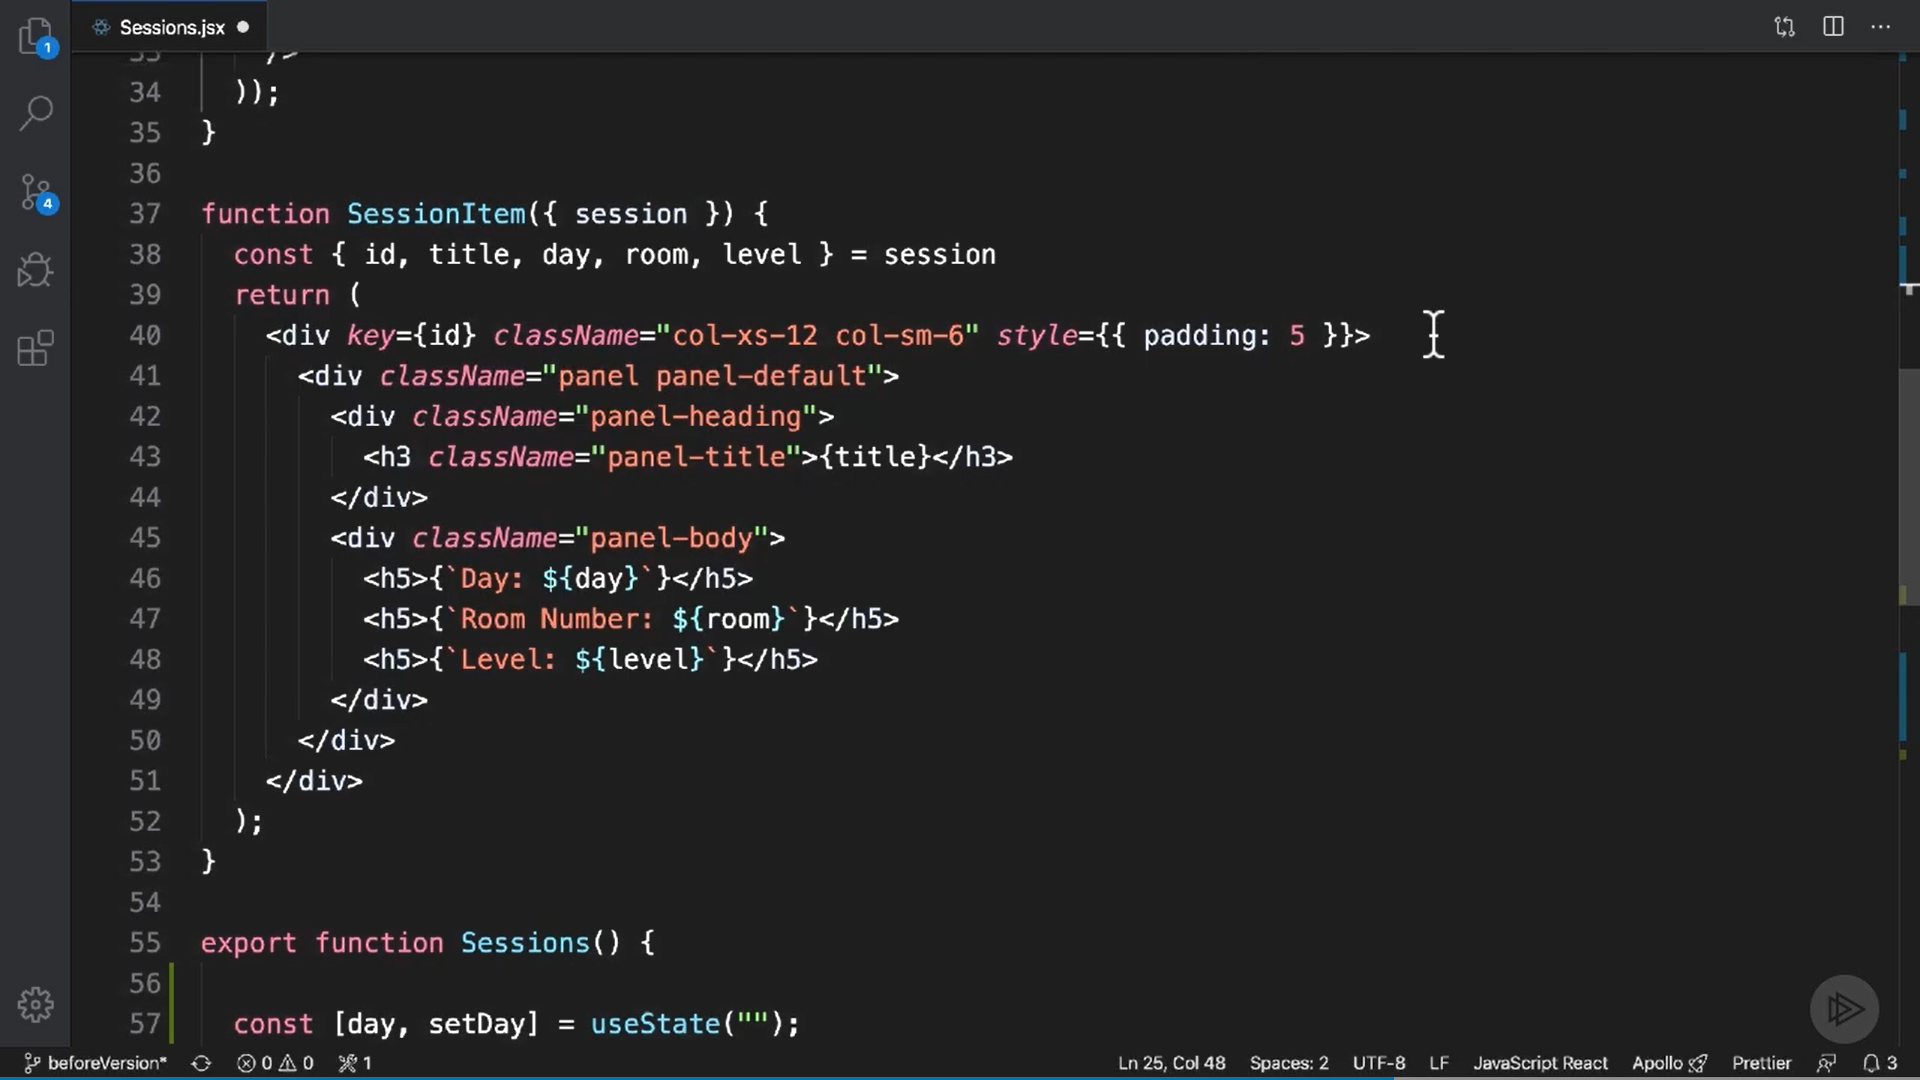 1
4
Sessions.jsx
33 />
34 ));
35 }
36
37 function SessionItem({ session }) {
38 const { id, title, day, room, level } = session
39 return (
40 <div key={id} className="col-xs-12 col-sm-6" style={{ padding: 5 }}>
41 <div className="panel panel-default">
42 <div className="panel-heading">
43 <h3 className="panel-title">{title}</h3>
44 </div>
45 <div className="panel-body">
46 <h5>{`Day: ${day}`}</h5>
47 <h5>{`Room Number: ${room}`}</h5>
48 <h5>{`Level: ${level}`}</h5>
49 </div>
50 </div>
51 </div>
52 );
53 }
54
55 export function Sessions() {
56
57 const [day, setDay] = useState("");
beforeVersion* 0 0 1 Ln 25, Col 48 Spaces: 2 UTF-8 LF JavaScript React Apollo Prettier 3